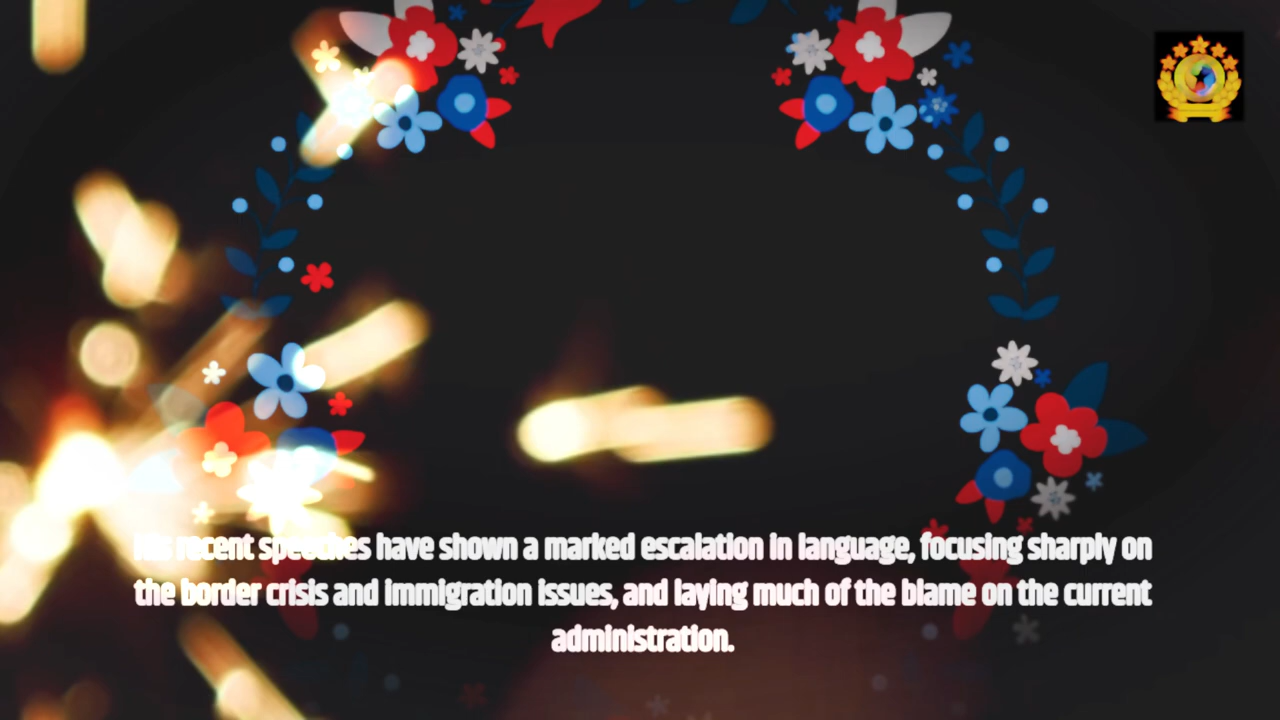 His recent speeches have shown a marked escalation in language, focusing sharply on
the border crisis and immigration issues, and laying much of the blame on the current
administration.